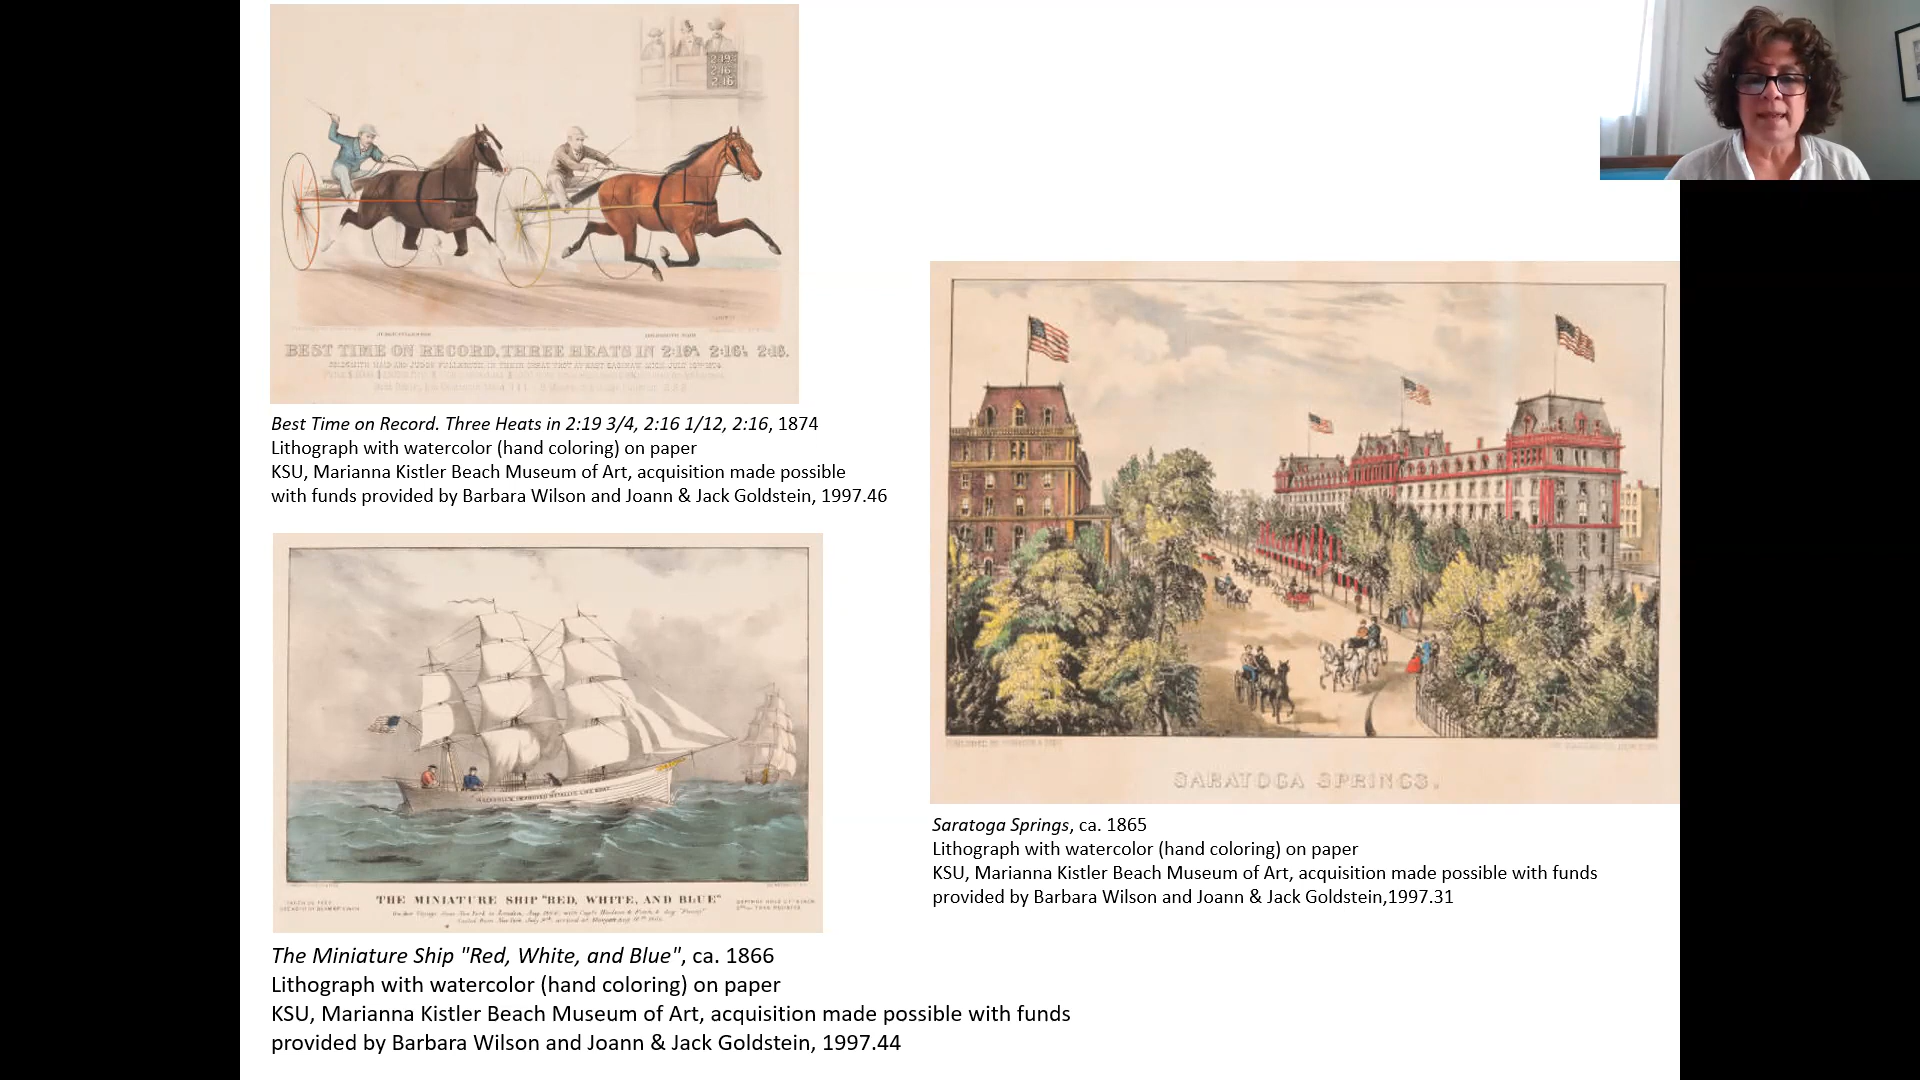 2:19¾
2:16
BEST TIME ON RECORD, THREE HEATS IN 2:19¾ 2:16½ 2:16.
Best Time on Record. Three Heats in 2:19 3/4, 2:16 1/12, 2:16, 1874
Lithograph with watercolor (hand coloring) on paper
KSU, Marianna Kistler Beach Museum of Art, acquisition made possible
with funds provided by Barbara Wilson and Joann & Jack Goldstein, 1997.46
THE MINIATURE SHIP "RED, WHITE, AND BLUE"
The Miniature Ship "Red, White, and Blue", ca. 1866
Lithograph with watercolor (hand coloring) on paper
KSU, Marianna Kistler Beach Museum of Art, acquisition made possible with funds
provided by Barbara Wilson and Joann & Jack Goldstein, 1997.44
SARATOGA SPRINGS.
Saratoga Springs, ca. 1865
Lithograph with watercolor (hand coloring) on paper
KSU, Marianna Kistler Beach Museum of Art, acquisition made possible with funds
provided by Barbara Wilson and Joann & Jack Goldstein,1997.31